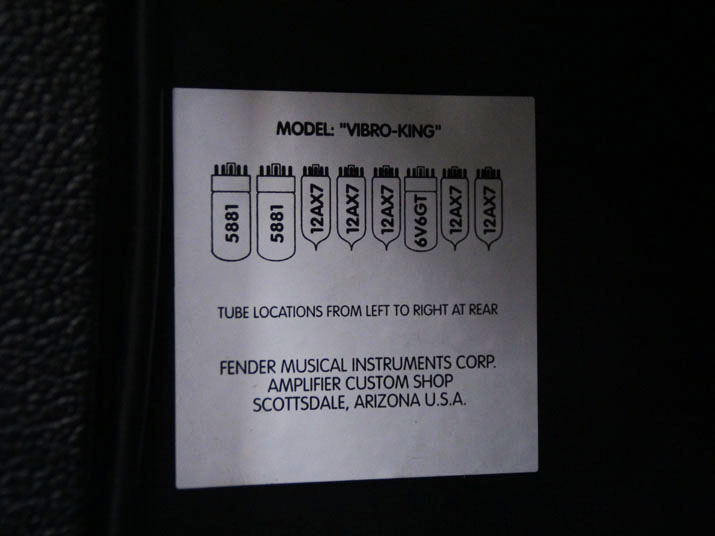 MODEL: "VIBRO-KING"
5881 5881 12AX7 12AX7 12AX7 6V6GT 12AX7 12AX7
TUBE LOCATIONS FROM LEFT TO RIGHT AT REAR
FENDER MUSICAL INSTRUMENTS CORP.
AMPLIFIER CUSTOM SHOP
SCOTTSDALE, ARIZONA U.S.A.